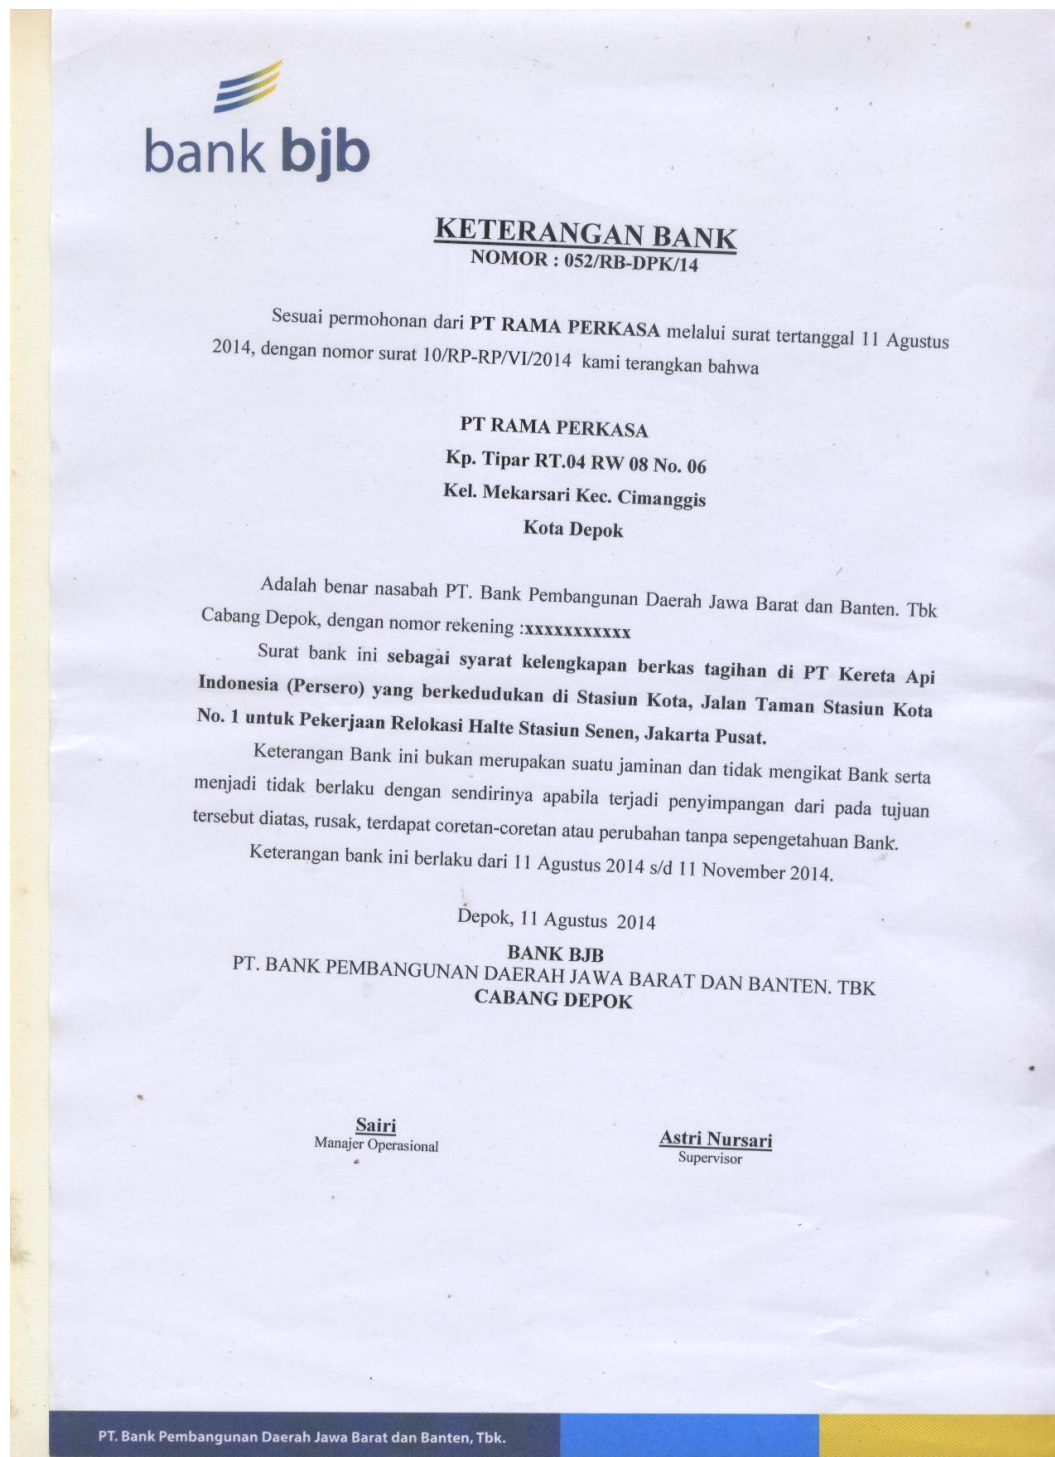 bank bjb
KETERANGAN BANK
NOMOR : 052/RB-DPK/14
Sesuai permohonan dari PT RAMA PERKASA melalui surat tertanggal 11 Agustus
2014, dengan nomor surat 10/RP-RP/VI/2014 kami terangkan bahwa
PT RAMA PERKASA
Kp. Tipar RT.04 RW 08 No. 06
Kel. Mekarsari Kec. Cimanggis
Kota Depok
Adalah benar nasabah PT. Bank Pembangunan Daerah Jawa Barat dan Banten. Tbk
Cabang Depok, dengan nomor rekening :xxxxxxxxxxx
Surat bank ini sebagai syarat kelengkapan berkas tagihan di PT Kereta Api
Indonesia (Persero) yang berkedudukan di Stasiun Kota, Jalan Taman Stasiun Kota
No. 1 untuk Pekerjaan Relokasi Halte Stasiun Senen, Jakarta Pusat.
Keterangan Bank ini bukan merupakan suatu jaminan dan tidak mengikat Bank serta
menjadi tidak berlaku dengan sendirinya apabila terjadi penyimpangan dari pada tujuan
tersebut diatas, rusak, terdapat coretan-coretan atau perubahan tanpa sepengetahuan Bank.
Keterangan bank ini berlaku dari 11 Agustus 2014 s/d 11 November 2014.
Depok, 11 Agustus 2014
BANK BJB
PT. BANK PEMBANGUNAN DAERAH JAWA BARAT DAN BANTEN. TBK
CABANG DEPOK
Sairi
Manajer Operasional
Astri Nursari
Supervisor
PT. Bank Pembangunan Daerah Jawa Barat dan Banten, Tbk.